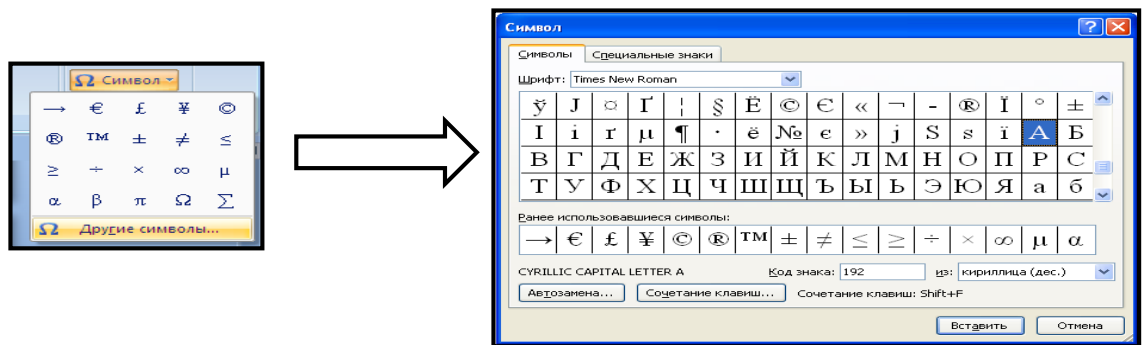 Ω Символ
→ € £ ¥ ©
® ™ ± ≠ ≤
≥ ÷ × ∞ µ
α β π Ω ∑
Ω Другие символы...
Символ
Символы Специальные знаки
Шрифт: Times New Roman
ў Ј ¤ Ґ ¦ § Ё © Є « ¬ - ® Ї ° ±
І і ґ µ ¶ · ё № є » ј Ѕ ѕ ї А Б
В Г Д Е Ж З И Й К Л М Н О П Р С
Т У Ф Х Ц Ч Ш Щ Ъ Ы Ь Э Ю Я а б
Ранее использовавшиеся символы:
→ € £ ¥ © ® ™ ± ≠ ≤ ≥ ÷ × ∞ µ α
CYRILLIC CAPITAL LETTER A Код знака: 192 из: кириллица (дес.)
Автозамена... Сочетание клавиш... Сочетание клавиш: Shift+F
Вставить Отмена